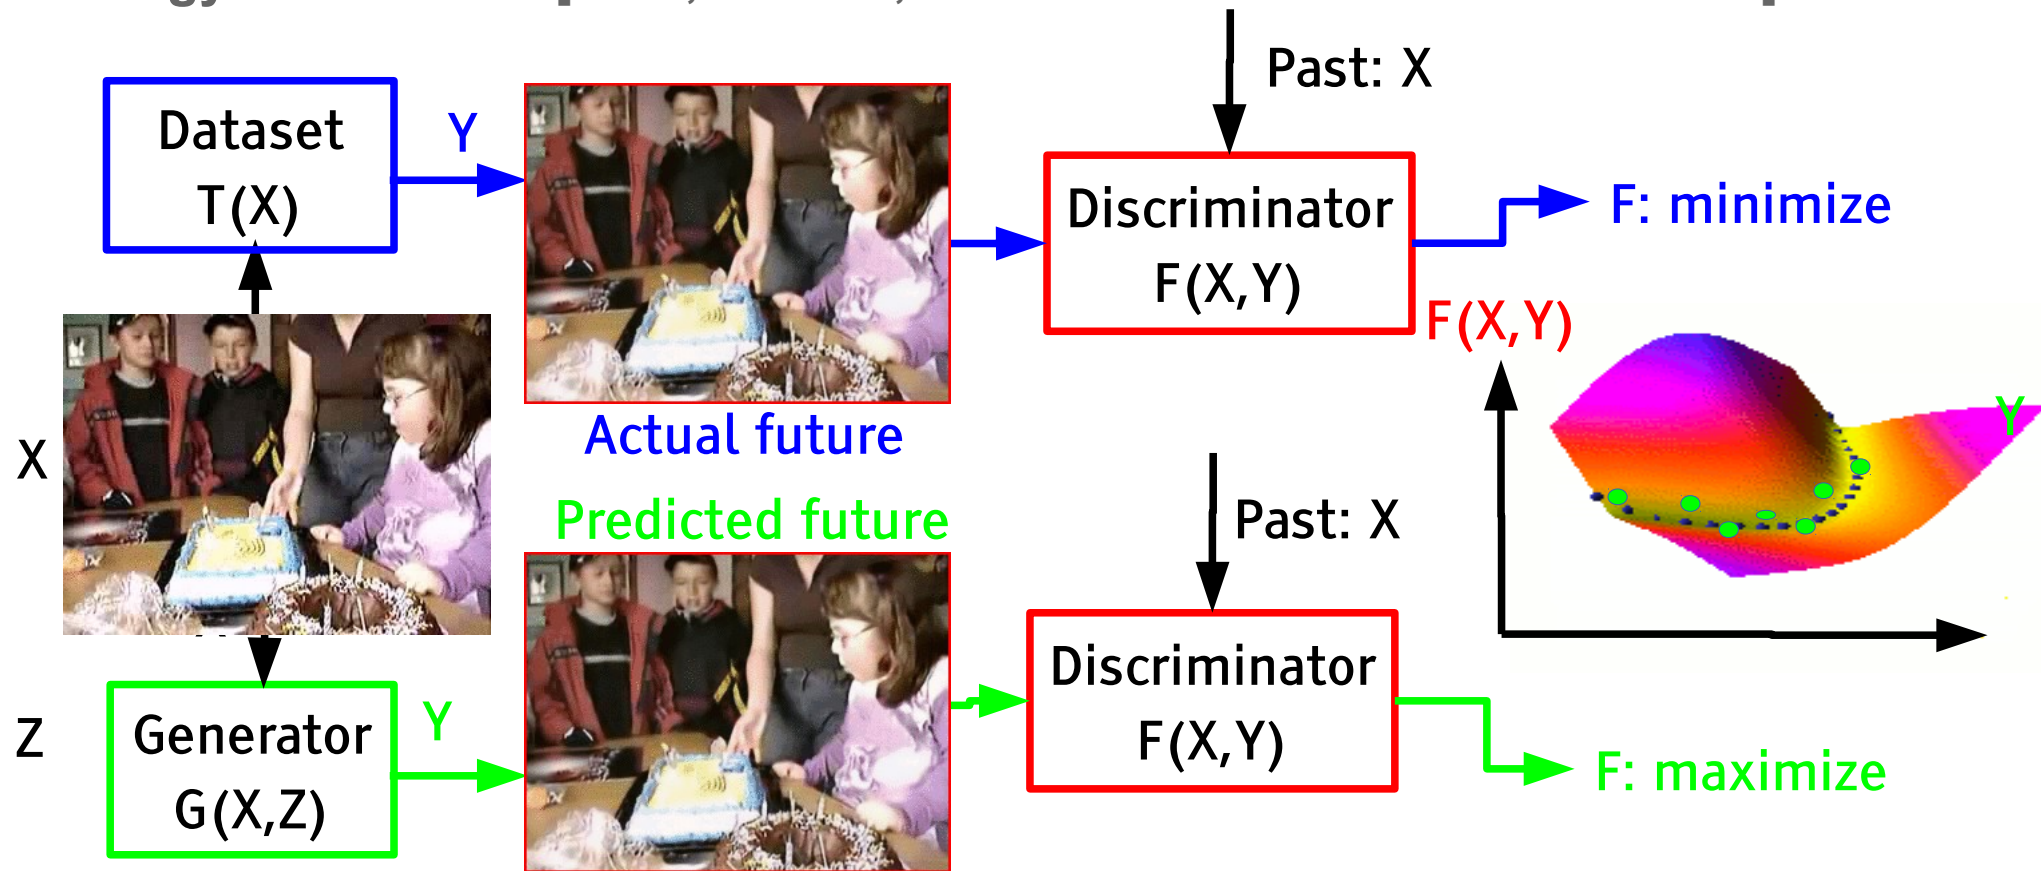 Past: X
Dataset
T(X)
Y
Discriminator
F(X,Y)
F: minimize
F(X,Y)
Y
X
Actual future
Predicted future
Past: X
Z
Generator
G(X,Z)
Y
Discriminator
F(X,Y)
F: maximize